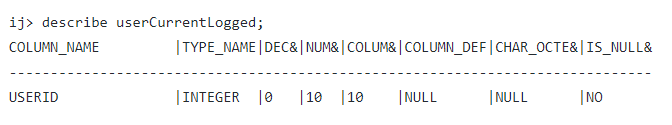 ij> describe userCurrentLogged;
COLUMN_NAME         |TYPE_NAME|DEC&|NUM&|COLUM&|COLUMN_DEF|CHAR_OCTE&|IS_NULL&
------------------------------------------------------------------------------
USERID              |INTEGER  |0   |10  |10    |NULL      |NULL      |NO